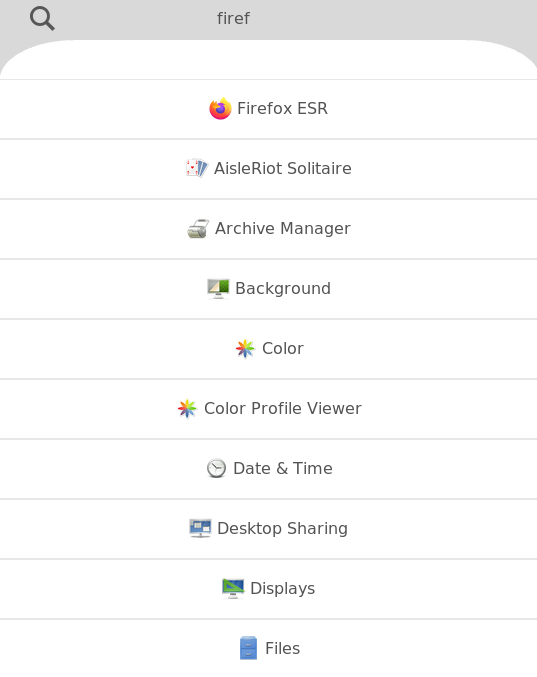 firef
Firefox ESR
AisleRiot Solitaire
Archive Manager
Background
Color
Color Profile Viewer
Date & Time
Desktop Sharing
Displays
Files